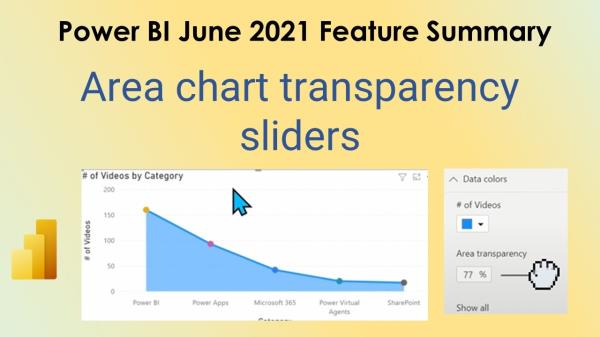 Power BI June 2021 Feature Summary
Area chart transparency
sliders
# of Videos by Category
200
150
100
50
0
# of Videos
Power BI
Power Apps
Microsoft 365
Power Virtual
Agents
SharePoint
Category
Data colors
# of Videos
Area transparency
77 %
Show all